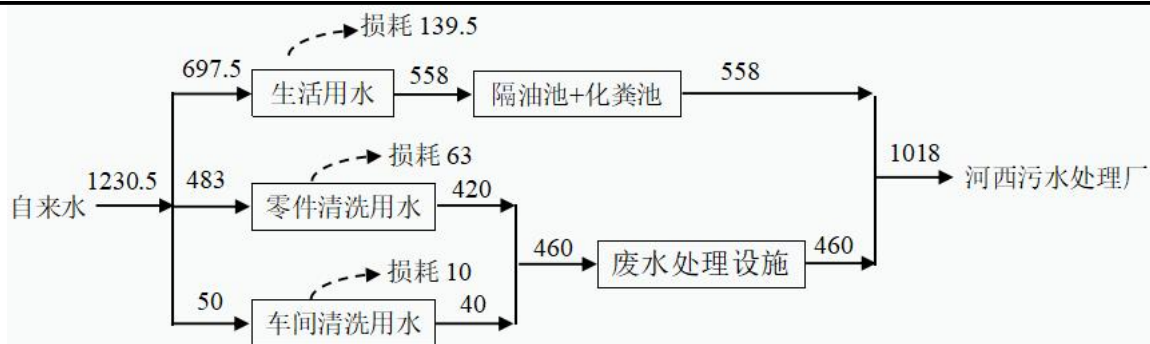 损耗 139.5
697.5
生活用水
558
隔油池+化粪池
558
损耗 63
1018
河西污水处理厂
自来水
1230.5
483
零件清洗用水
420
460
废水处理设施
460
损耗 10
50
车间清洗用水
40